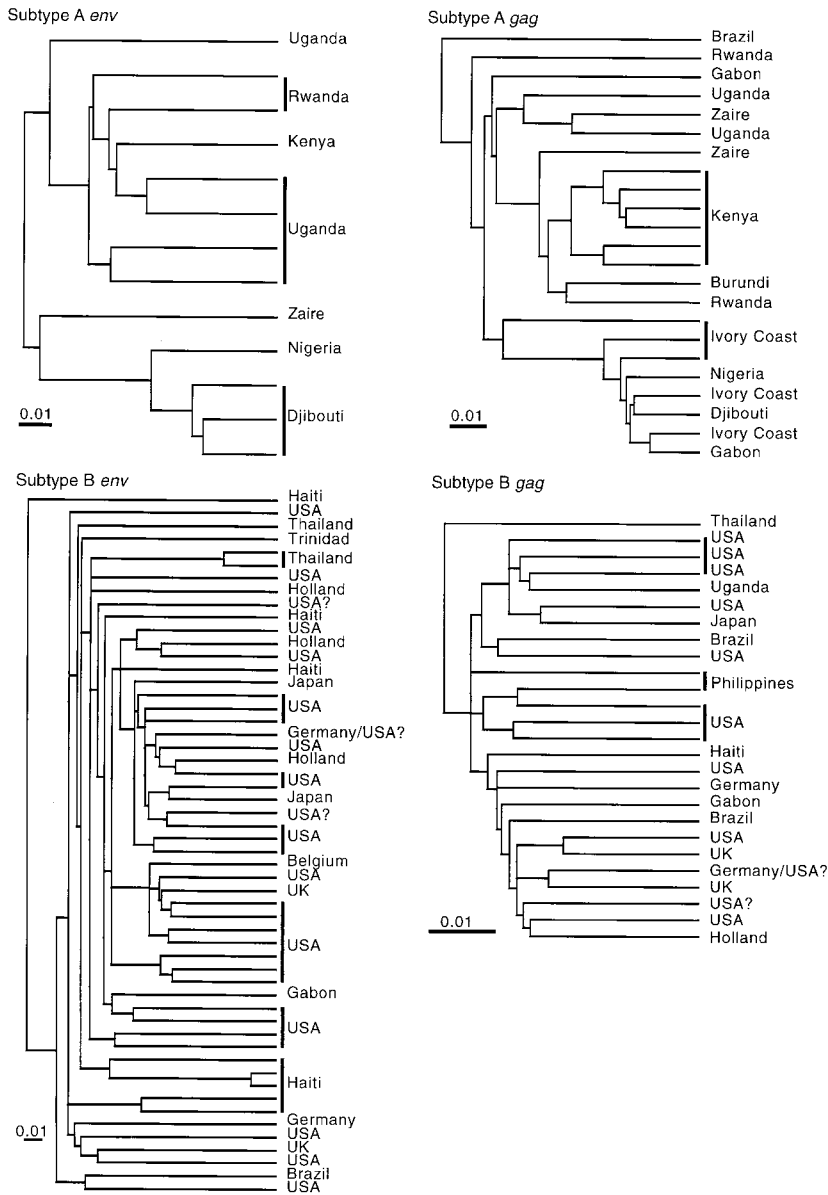 Subtype A env
Uganda
Rwanda
Kenya
Uganda
Zaire
Nigeria
Djibouti
0.01
Subtype A gag
Brazil
Rwanda
Gabon
Uganda
Zaire
Uganda
Zaire
Kenya
Burundi
Rwanda
Ivory Coast
Nigeria
Ivory Coast
Djibouti
Ivory Coast
Gabon
0.01
Subtype B env
Haiti
USA
Thailand
Trinidad
Thailand
USA
Holland
USA?
Haiti
USA
Holland
USA
Haiti
Japan
USA
Germany/USA?
USA
Holland
USA
Japan
USA?
USA
Belgium
USA
UK
USA
Gabon
USA
Haiti
Germany
USA
UK
USA
Brazil
USA
0.01
Subtype B gag
Thailand
USA
USA
USA
Uganda
USA
Japan
Brazil
USA
Philippines
USA
Haiti
USA
Germany
Gabon
Brazil
USA
UK
Germany/USA?
UK
USA?
USA
Holland
0.01